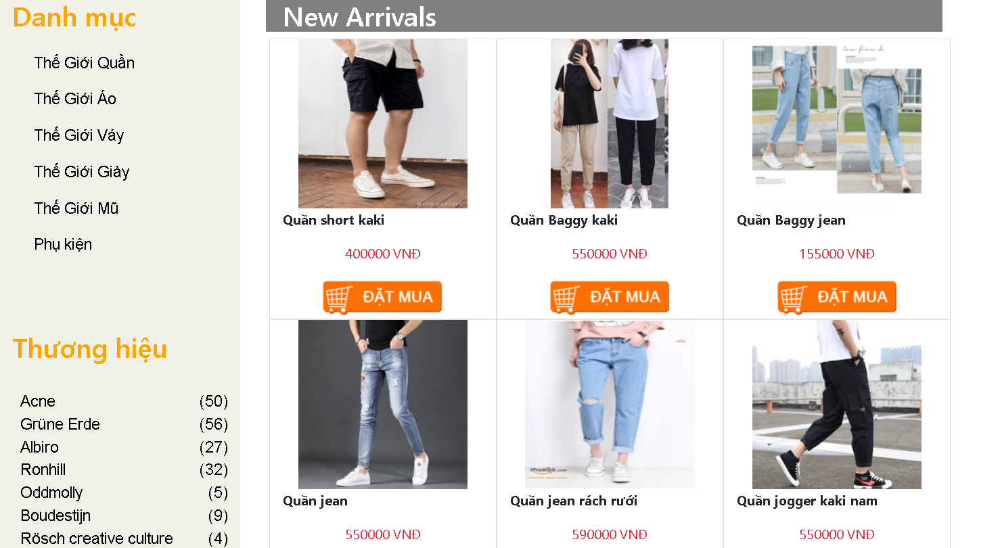 Danh mục
Thế Giới Quần
Thế Giới Áo
Thế Giới Váy
Thế Giới Giày
Thế Giới Mũ
Phụ kiện
Thương hiệu
Acne (50)
Grüne Erde (56)
Albiro (27)
Ronhill (32)
Oddmolly (5)
Boudestijn (9)
Rösch creative culture (4)
New Arrivals
One fine de
Quần short kaki
400000 VNĐ
ĐẶT MUA
Quần Baggy kaki
550000 VNĐ
ĐẶT MUA
Quần Baggy jean
155000 VNĐ
ĐẶT MUA
Quần jean
550000 VNĐ
muaGo.com
Quần jean rách rưới
590000 VNĐ
Quần jogger kaki nam
550000 VNĐ